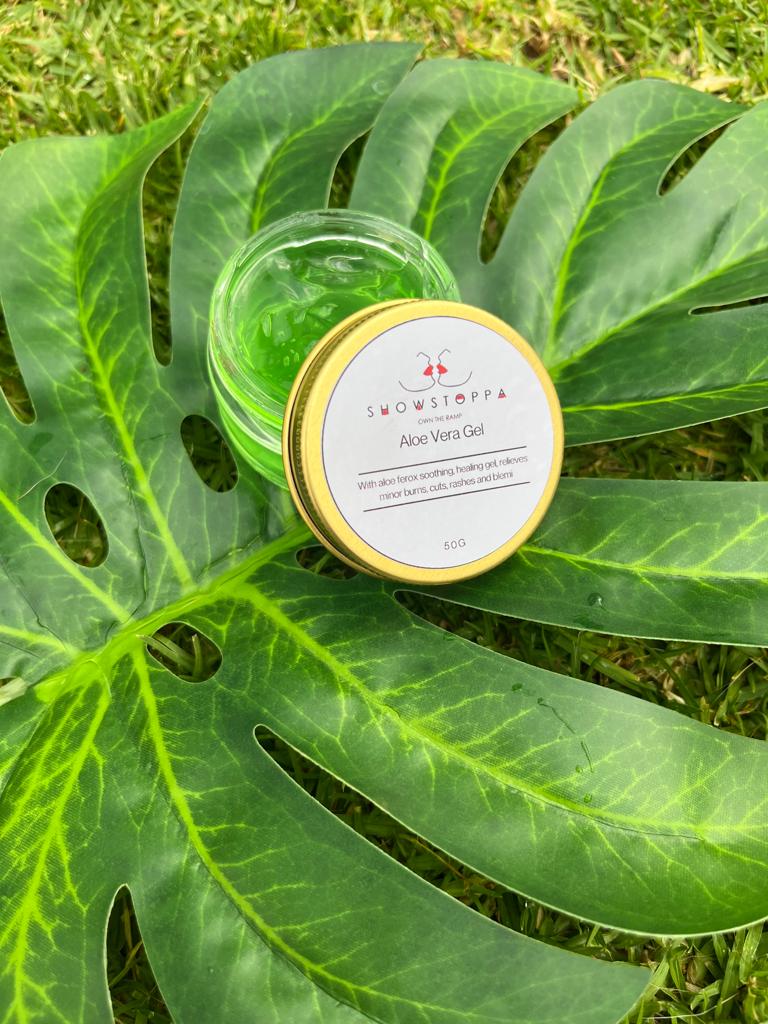 SHOWSTOPPA
OWN THE RAMP
Aloe Vera Gel
With aloe ferox soothing, healing gel, relieves
minor burns, cuts, rashes and blemi
50G